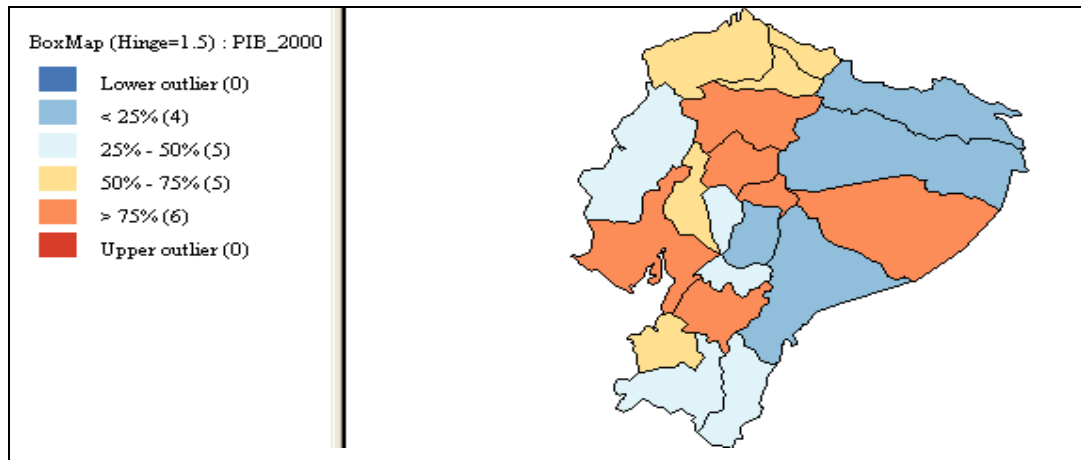 BoxMap (Hinge=1.5) : PIB_2000
Lower outlier (0)
< 25% (4)
25% - 50% (5)
50% - 75% (5)
> 75% (6)
Upper outlier (0)